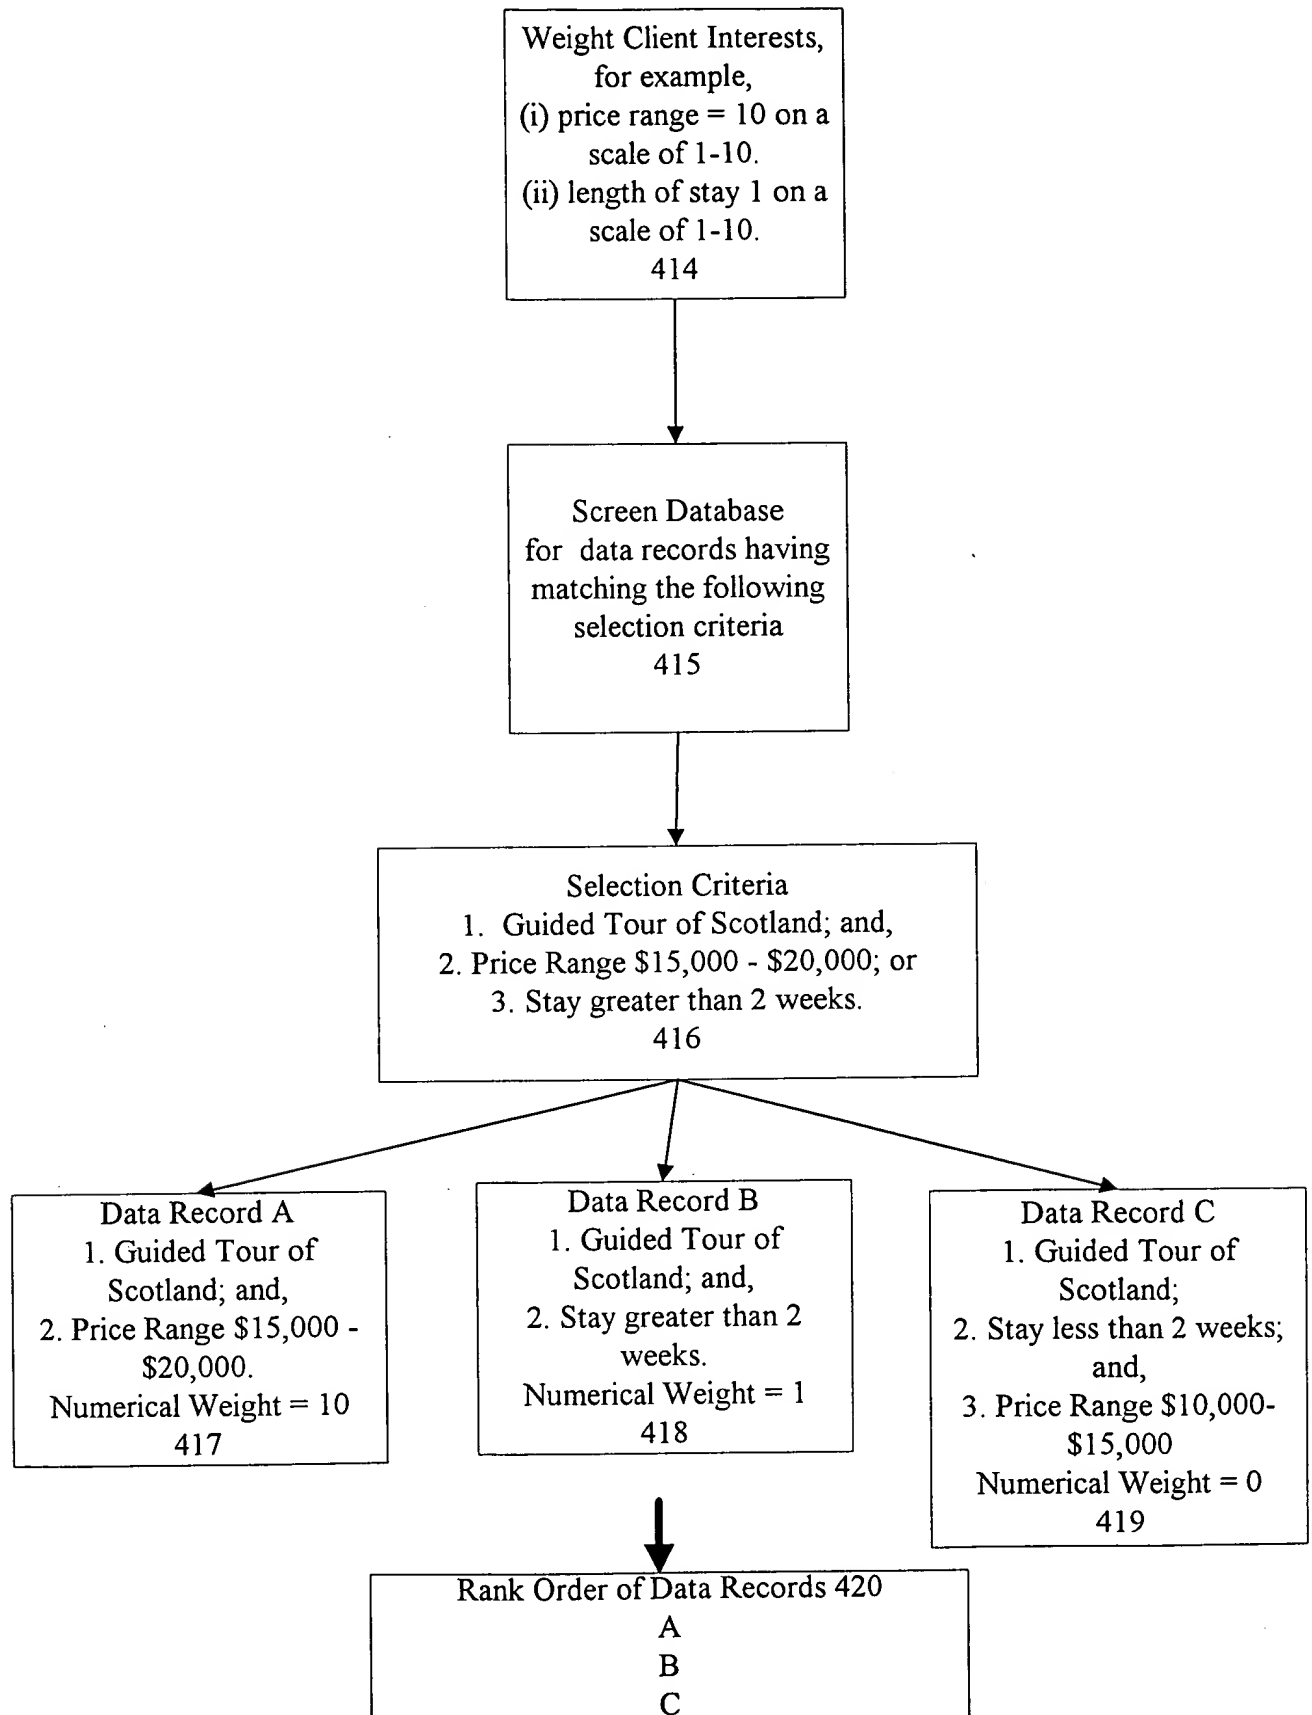 Weight Client Interests,
for example,
(i) price range = 10 on a
scale of 1-10.
(ii) length of stay 1 on a
scale of 1-10.
414
Screen Database
for data records having
matching the following
selection criteria
415
Selection Criteria
1. Guided Tour of Scotland; and,
2. Price Range $15,000 - $20,000; or
3. Stay greater than 2 weeks.
416
Data Record A
1. Guided Tour of
Scotland; and,
2. Price Range $15,000 -
$20,000.
Numerical Weight = 10
417
Data Record B
1. Guided Tour of
Scotland; and,
2. Stay greater than 2
weeks.
Numerical Weight = 1
418
Data Record C
1. Guided Tour of
Scotland;
2. Stay less than 2 weeks;
and,
3. Price Range $10,000-
$15,000
Numerical Weight = 0
419
Rank Order of Data Records 420
A
B
C